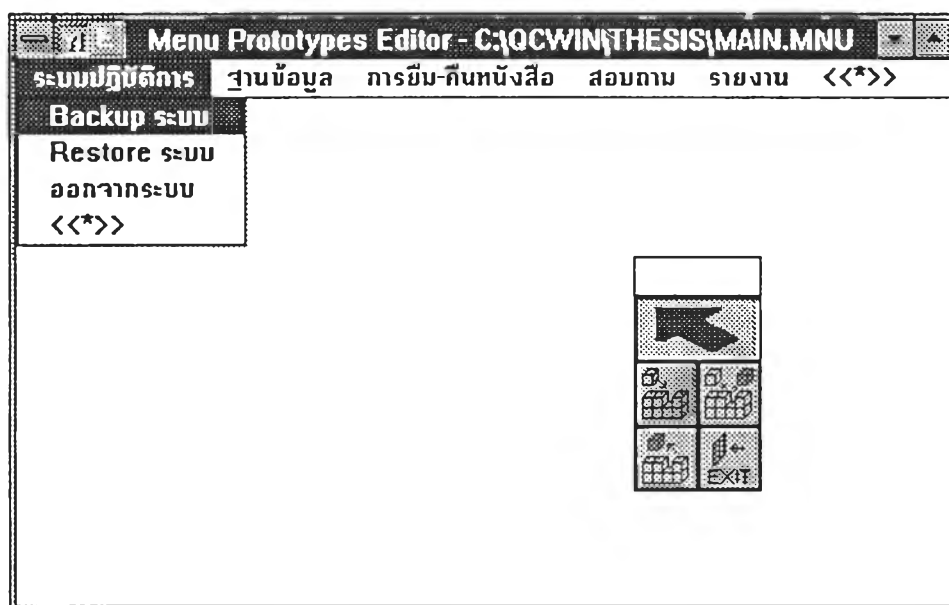 Menu Prototypes Editor - C:\QCWIN\THESIS\MAIN.MNU
ระบบปฏิบัติการ ฐานข้อมูล การยืม-คืนหนังสือ สอบถาม รายงาน <<*>>
Backup ระบบ
Restore ระบบ
ออกจากระบบ
<<*>>
EXIT